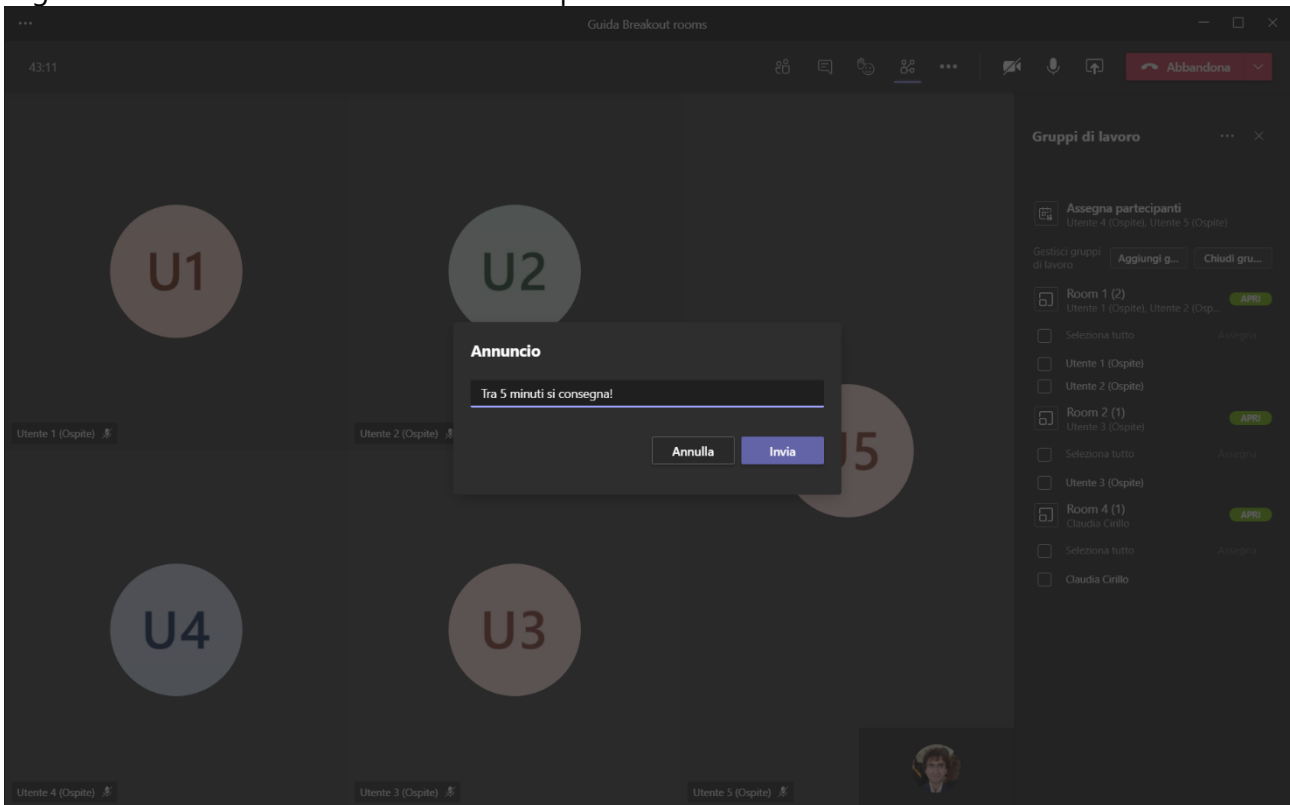 Guida Breakout rooms
43:11
Abbandona
Gruppi di lavoro
Assegna partecipanti
Utente 4 (Ospite), Utente 5 (Ospite)
Gestisci gruppi
di lavoro
Aggiungi g...
Chiudi gru...
Room 1 (2)
Utente 1 (Ospite), Utente 2 (Osp...
APRI
Seleziona tutto
Assegna
Utente 1 (Ospite)
Utente 2 (Ospite)
Room 2 (1)
Utente 3 (Ospite)
APRI
Seleziona tutto
Assegna
Utente 3 (Ospite)
Room 4 (1)
Claudia Cirillo
APRI
Seleziona tutto
Assegna
Claudia Cirillo
U1
U2
Annuncio
Tra 5 minuti si consegna!
Annulla
Invia
Utente 1 (Ospite)
Utente 2 (Ospite)
U4
U3
Utente 4 (Ospite)
Utente 3 (Ospite)
Utente 5 (Ospite)